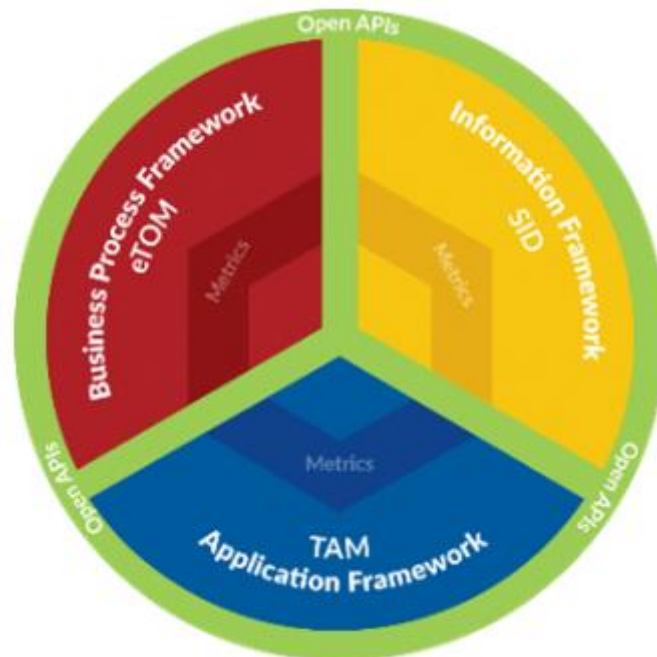 Open APIs
Business Process Framework
eTOM
Metrics
Information Framework
SID
Metrics
Open APIs
Open APIs
Metrics
TAM
Application Framework